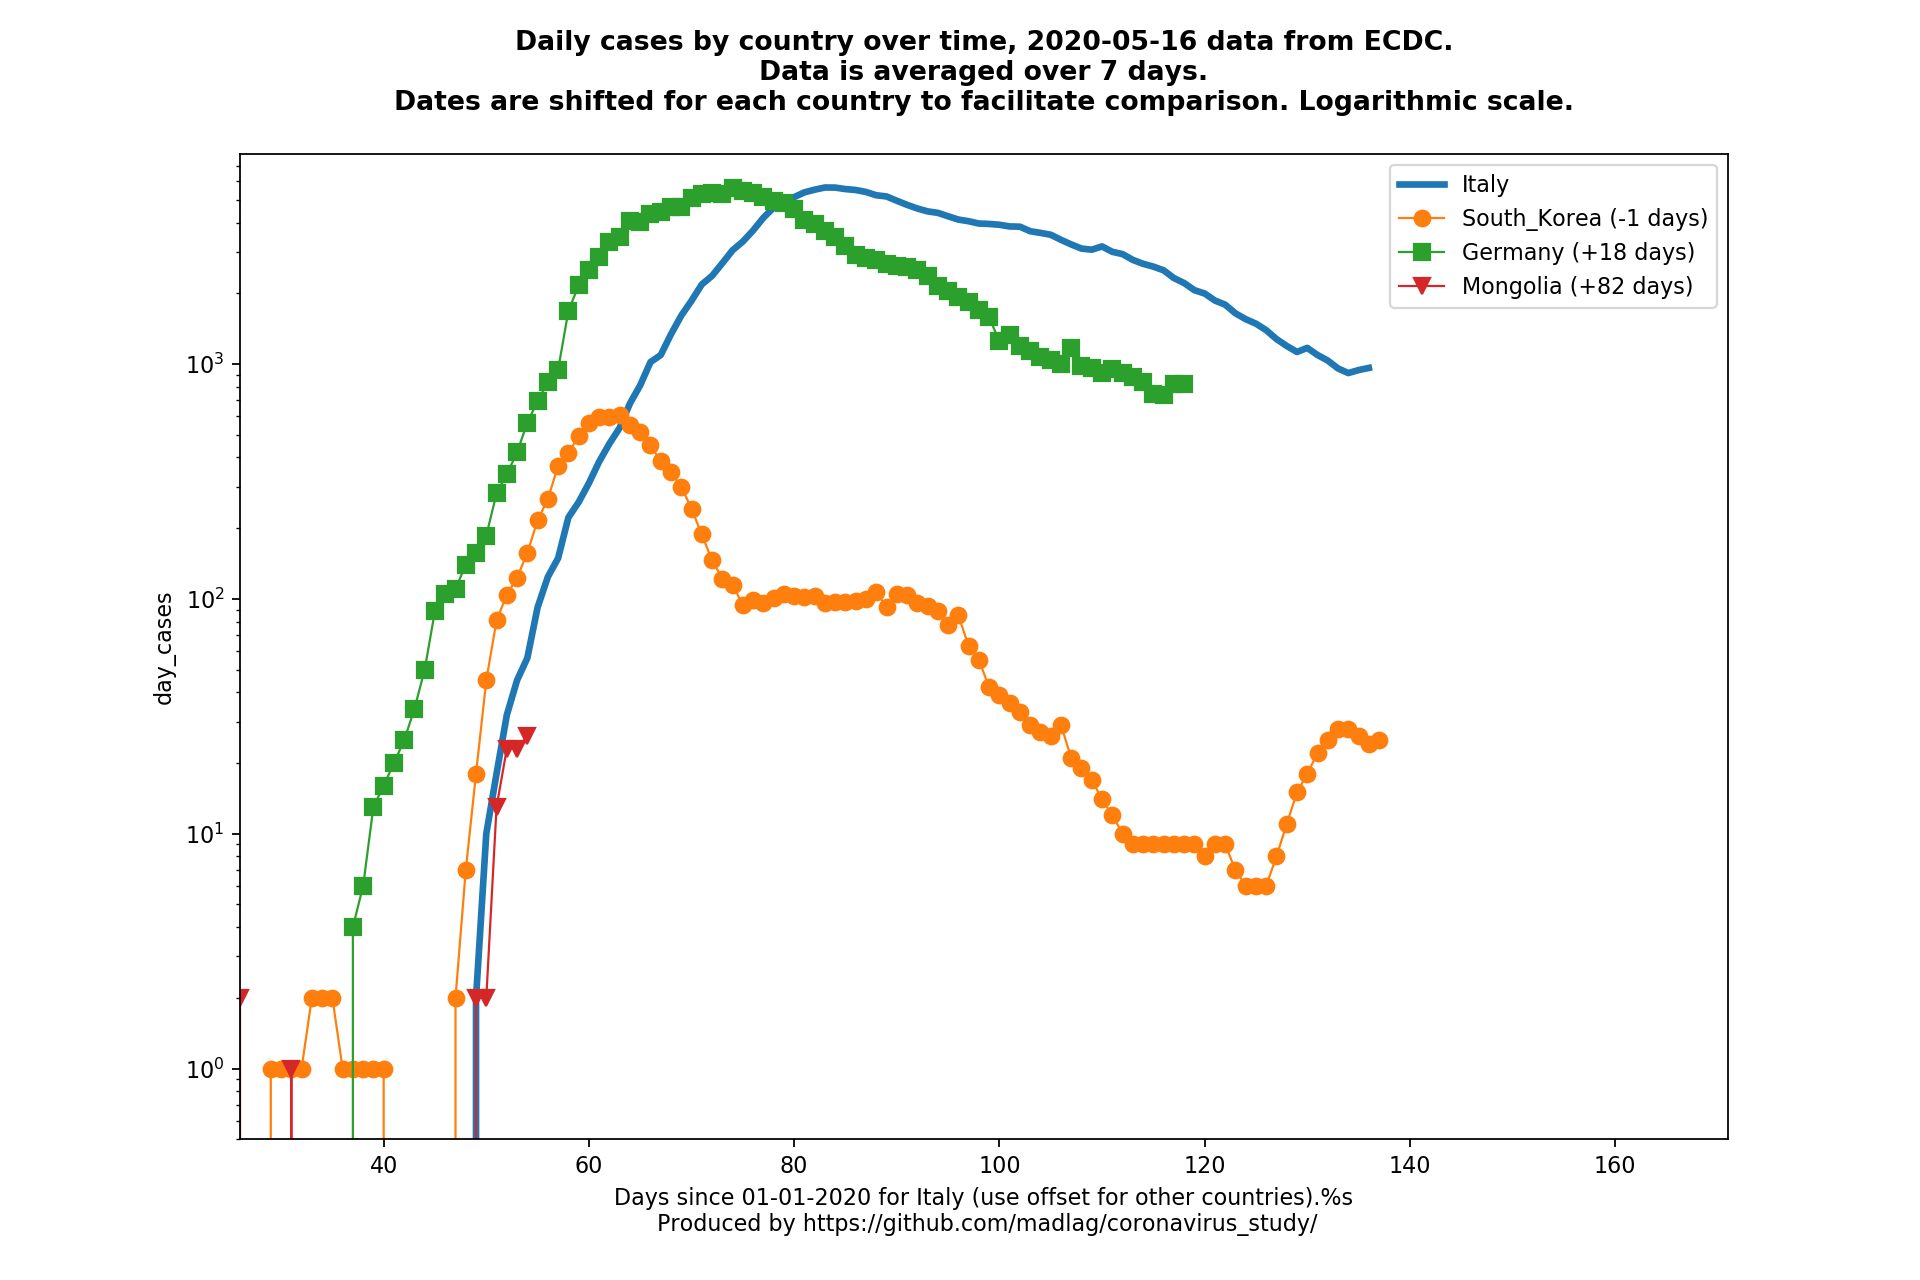 Daily cases by country over time, 2020-05-16 data from ECDC.
Data is averaged over 7 days.
Dates are shifted for each country to facilitate comparison. Logarithmic scale.
Italy
South_Korea (-1 days)
Germany (+18 days)
Mongolia (+82 days)
day_cases
10³
10²
10¹
10⁰
40 60 80 100 120 140 160
Days since 01-01-2020 for Italy (use offset for other countries).%s
Produced by https://github.com/madlag/coronavirus_study/